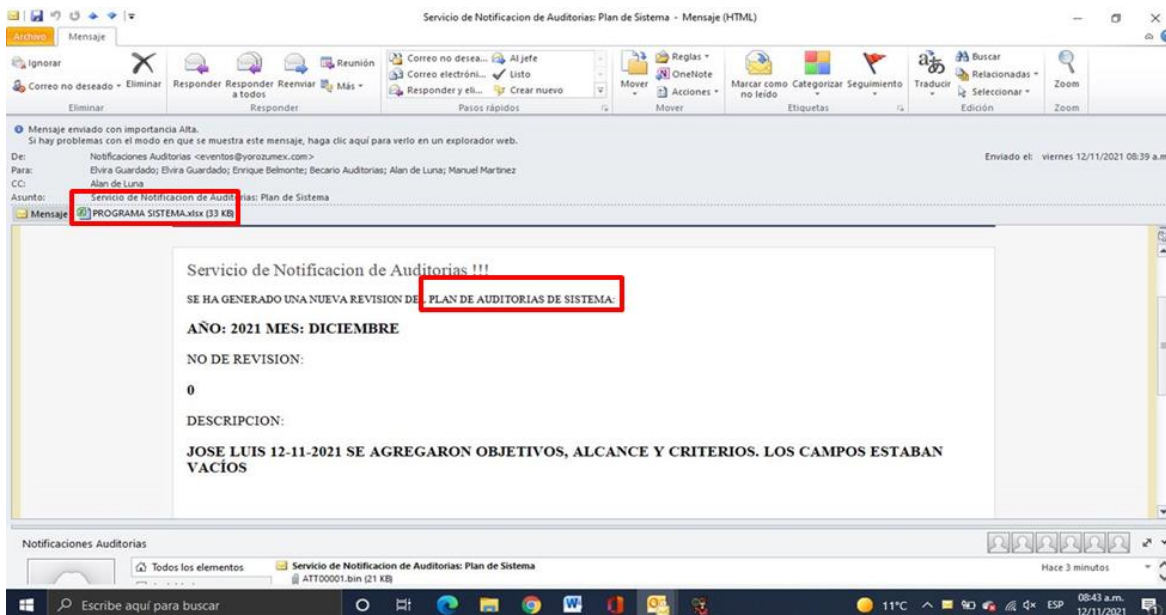 Servicio de Notificacion de Auditorias: Plan de Sistema - Mensaje (HTML)
Archivo Mensaje
Ignorar
Correo no deseado
Eliminar
Responder
Responder a todos
Reenviar
Reunión
Más
Correo no desea...
Al jefe
Correo electróni...
Listo
Responder y eli...
Crear nuevo
Mover
Reglas
OneNote
Acciones
Marcar como no leído
Categorizar
Seguimiento
Traducir
Buscar
Relacionadas
Seleccionar
Zoom
Eliminar Responder Pasos rápidos Mover Etiquetas Edición Zoom
Mensaje enviado con importancia Alta.
Si hay problemas con el modo en que se muestra este mensaje, haga clic aquí para verlo en un explorador web.
De: Notificaciones Auditorias <eventos@yorozumex.com> Enviado el: viernes 12/11/2021 08:39 a.m
Para: Elvira Guardado; Elvira Guardado; Enrique Belmonte; Becario Auditorias; Alan de Luna; Manuel Martinez
CC: Alan de Luna
Asunto: Servicio de Notificacion de Auditorias: Plan de Sistema
Mensaje PROGRAMA SISTEMA.xlsx (33 KB)
Servicio de Notificacion de Auditorias !!!
SE HA GENERADO UNA NUEVA REVISION DEL PLAN DE AUDITORIAS DE SISTEMA:
AÑO: 2021 MES: DICIEMBRE
NO DE REVISION:
0
DESCRIPCION:
JOSE LUIS 12-11-2021 SE AGREGARON OBJETIVOS, ALCANCE Y CRITERIOS. LOS CAMPOS ESTABAN
VACÍOS
Notificaciones Auditorias
Todos los elementos Servicio de Notificacion de Auditorias: Plan de Sistema Hace 3 minutos
ATT00001.bin (21 KB)
Escribe aquí para buscar
11°C ESP 08:43 a.m.
12/11/2021